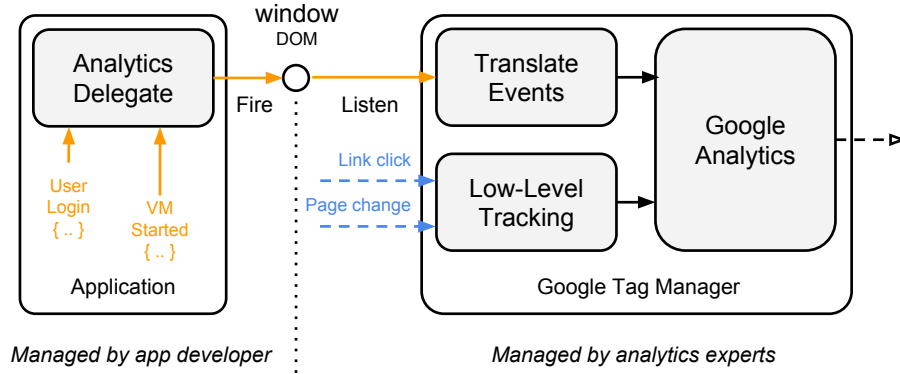 window
DOM
Analytics
Delegate
Fire
Listen
Translate
Events
Google
Analytics
Link click
Page change
Low-Level
Tracking
User
Login
{ .. }
VM
Started
{ .. }
Application
Google Tag Manager
Managed by app developer
Managed by analytics experts